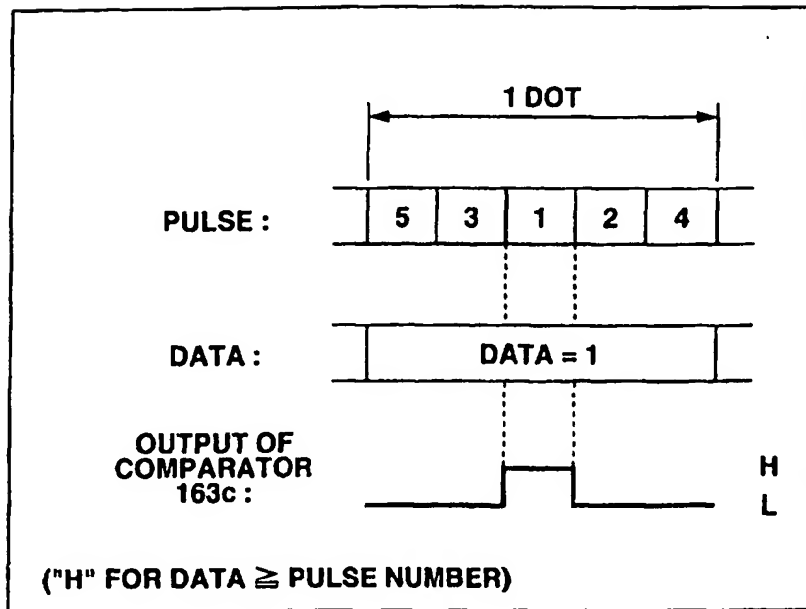 1 DOT
PULSE : 5 3 1 2 4
DATA : DATA = 1
OUTPUT OF
COMPARATOR
163c :
H
L
("H" FOR DATA ≧ PULSE NUMBER)